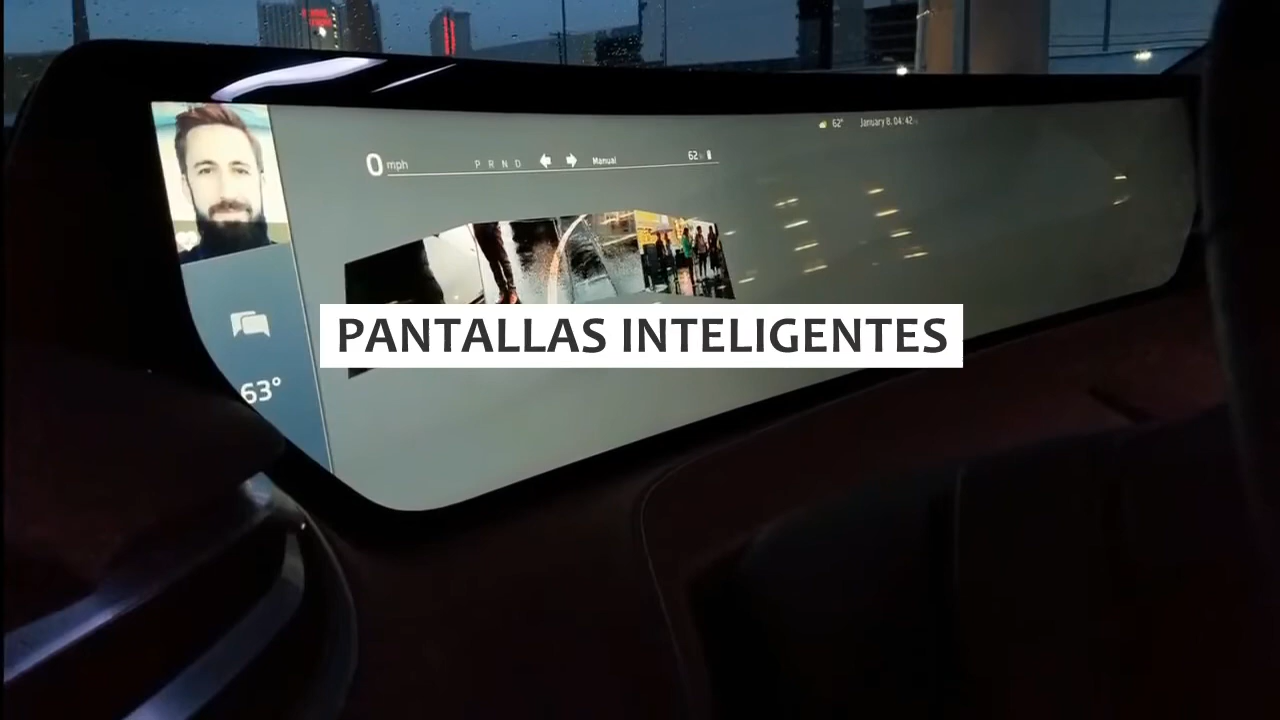 0 mph
P R N D
Manual
62
62°
January 8, 04:42
PANTALLAS INTELIGENTES
63°